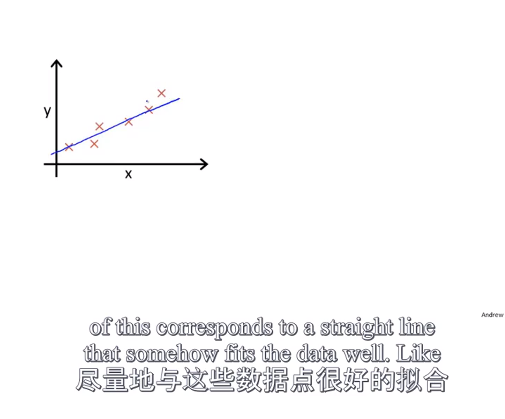 y
x
Andrew
of this corresponds to a straight line
that somehow fits the data well. Like
尽量地与这些数据点很好的拟合